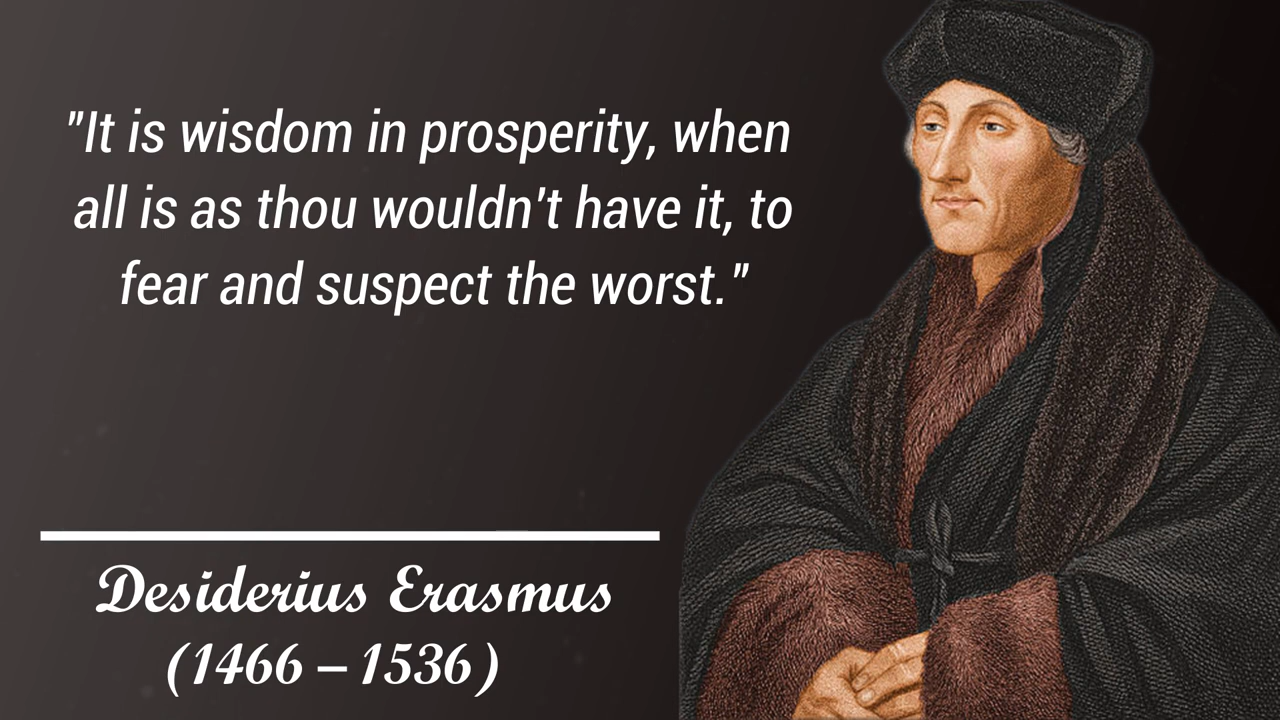 "It is wisdom in prosperity, when
all is as thou wouldn't have it, to
fear and suspect the worst."
Desiderius Erasmus
(1466 – 1536)